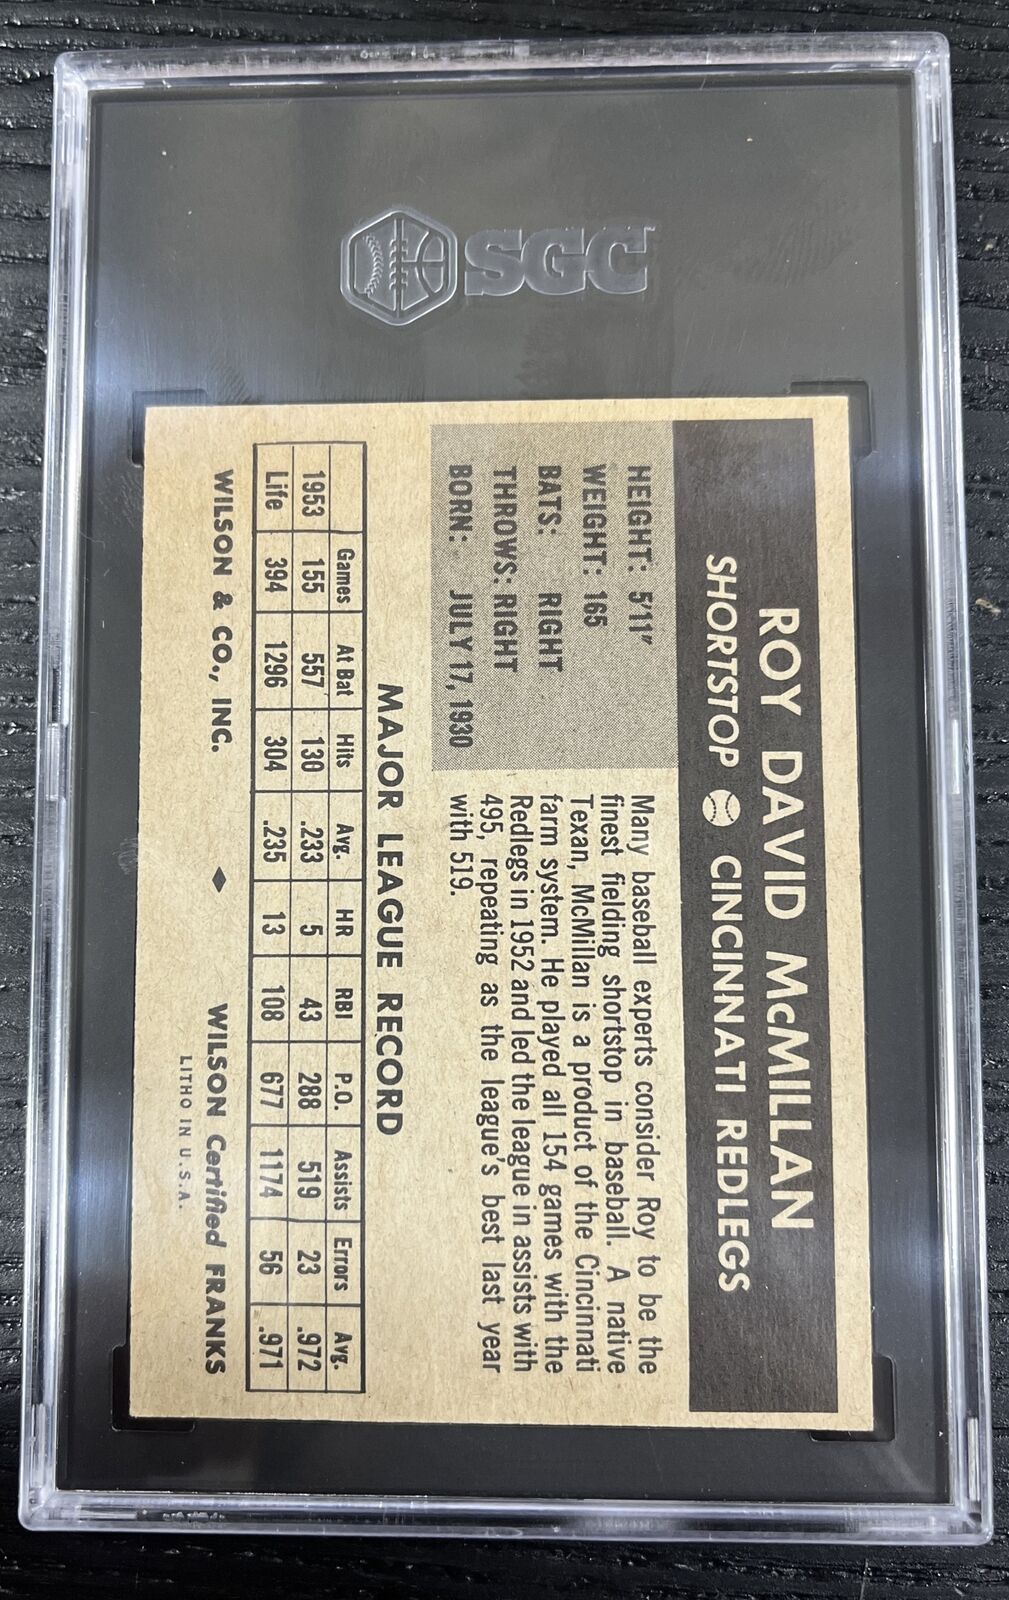 SGC
ROY DAVID McMILLAN
SHORTSTOP CINCINNATI REDLEGS
HEIGHT: 5'11"
WEIGHT: 165
BATS: RIGHT
THROWS: RIGHT
BORN: JULY 17, 1930
Many baseball experts consider Roy to be the
finest fielding shortstop in baseball. A native
Texan, McMillan is a product of the Cincinnati
farm system. He played all 154 games with the
Redlegs in 1952 and led the league in assists with
495, repeating as the league's best last year
with 519.
MAJOR LEAGUE RECORD
Games At Bat Hits Avg. HR RBI P.O. Assists Errors Avg.
1953 155 557 130 .233 5 43 288 519 23 .972
Life 394 1296 304 .235 13 108 677 1174 56 .971
WILSON & CO., INC. ◆ WILSON Certified FRANKS
LITHO IN U.S.A.